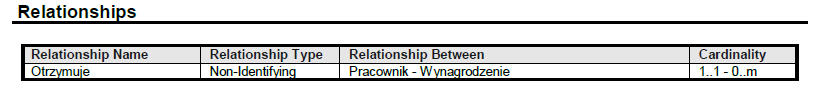 Relationships
Relationship Name Relationship Type Relationship Between Cardinality
Otrzymuje Non-Identifying Pracownik - Wynagrodzenie 1..1 - 0..m